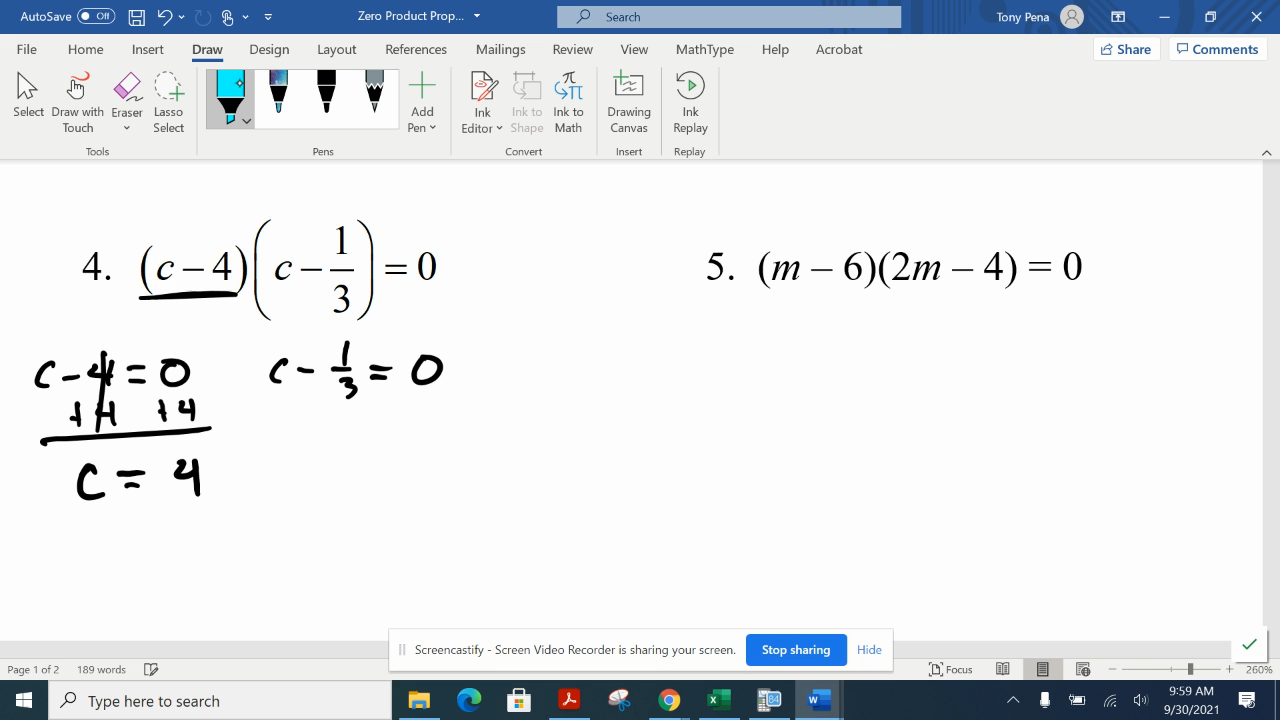 AutoSave Off Zero Product Prop... Search Tony Pena
File Home Insert Draw Design Layout References Mailings Review View MathType Help Acrobat Share Comments
Select Draw with Touch Eraser Lasso Select Add Pen Ink Editor Ink to Shape Ink to Math Drawing Canvas Ink Replay
Tools Pens Convert Insert Replay
4. (c – 4)(c – 1/3) = 0
5. (m – 6)(2m – 4) = 0
c - 4 = 0
+4 +4
c = 4
c - 1/3 = 0
Screencastify - Screen Video Recorder is sharing your screen. Stop sharing Hide
Page 1 of 2 189 words Focus 260%
Type here to search 84 9:59 AM
9/30/2021